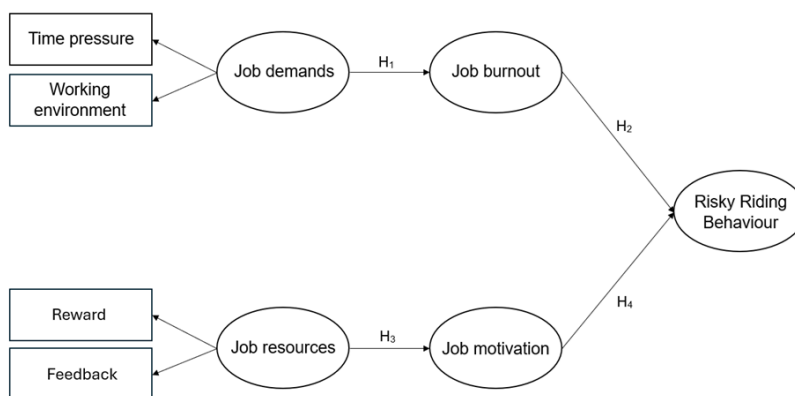 Time pressure
Working
environment
Job demands
H₁
Job burnout
H₂
Risky Riding
Behaviour
Reward
Feedback
Job resources
H₃
Job motivation
H₄